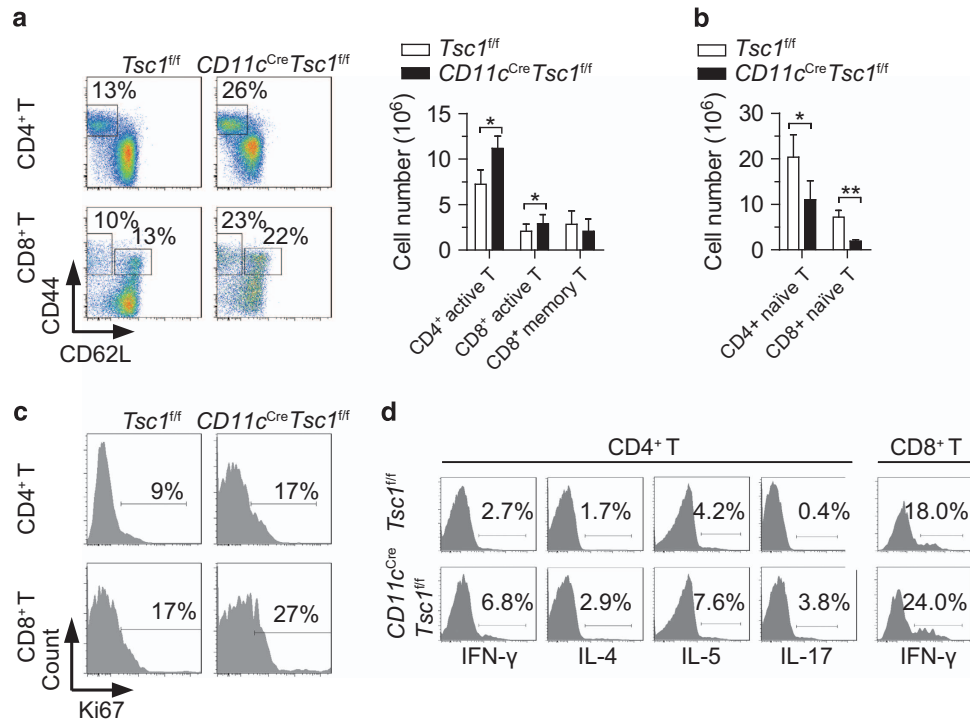 a
Tsc1f/f
CD11cCreTsc1f/f
CD4+ T
13%
26%
CD8+ T
10%
13%
23%
22%
CD44
CD62L
Tsc1f/f
CD11cCreTsc1f/f
Cell number (10⁶)
15
10
5
0
*
*
CD4+ active T
CD8+ active T
CD8+ memory T
b
Tsc1f/f
CD11cCreTsc1f/f
Cell number (10⁶)
30
20
10
0
*
**
CD4+ naïve T
CD8+ naïve T
c
Tsc1f/f
CD11cCreTsc1f/f
CD4+ T
9%
17%
CD8+ T
17%
27%
Count
Ki67
d
CD4+ T
CD8+ T
Tsc1f/f
2.7%
1.7%
4.2%
0.4%
18.0%
CD11cCre
Tsc1f/f
6.8%
2.9%
7.6%
3.8%
24.0%
IFN-γ
IL-4
IL-5
IL-17
IFN-γ